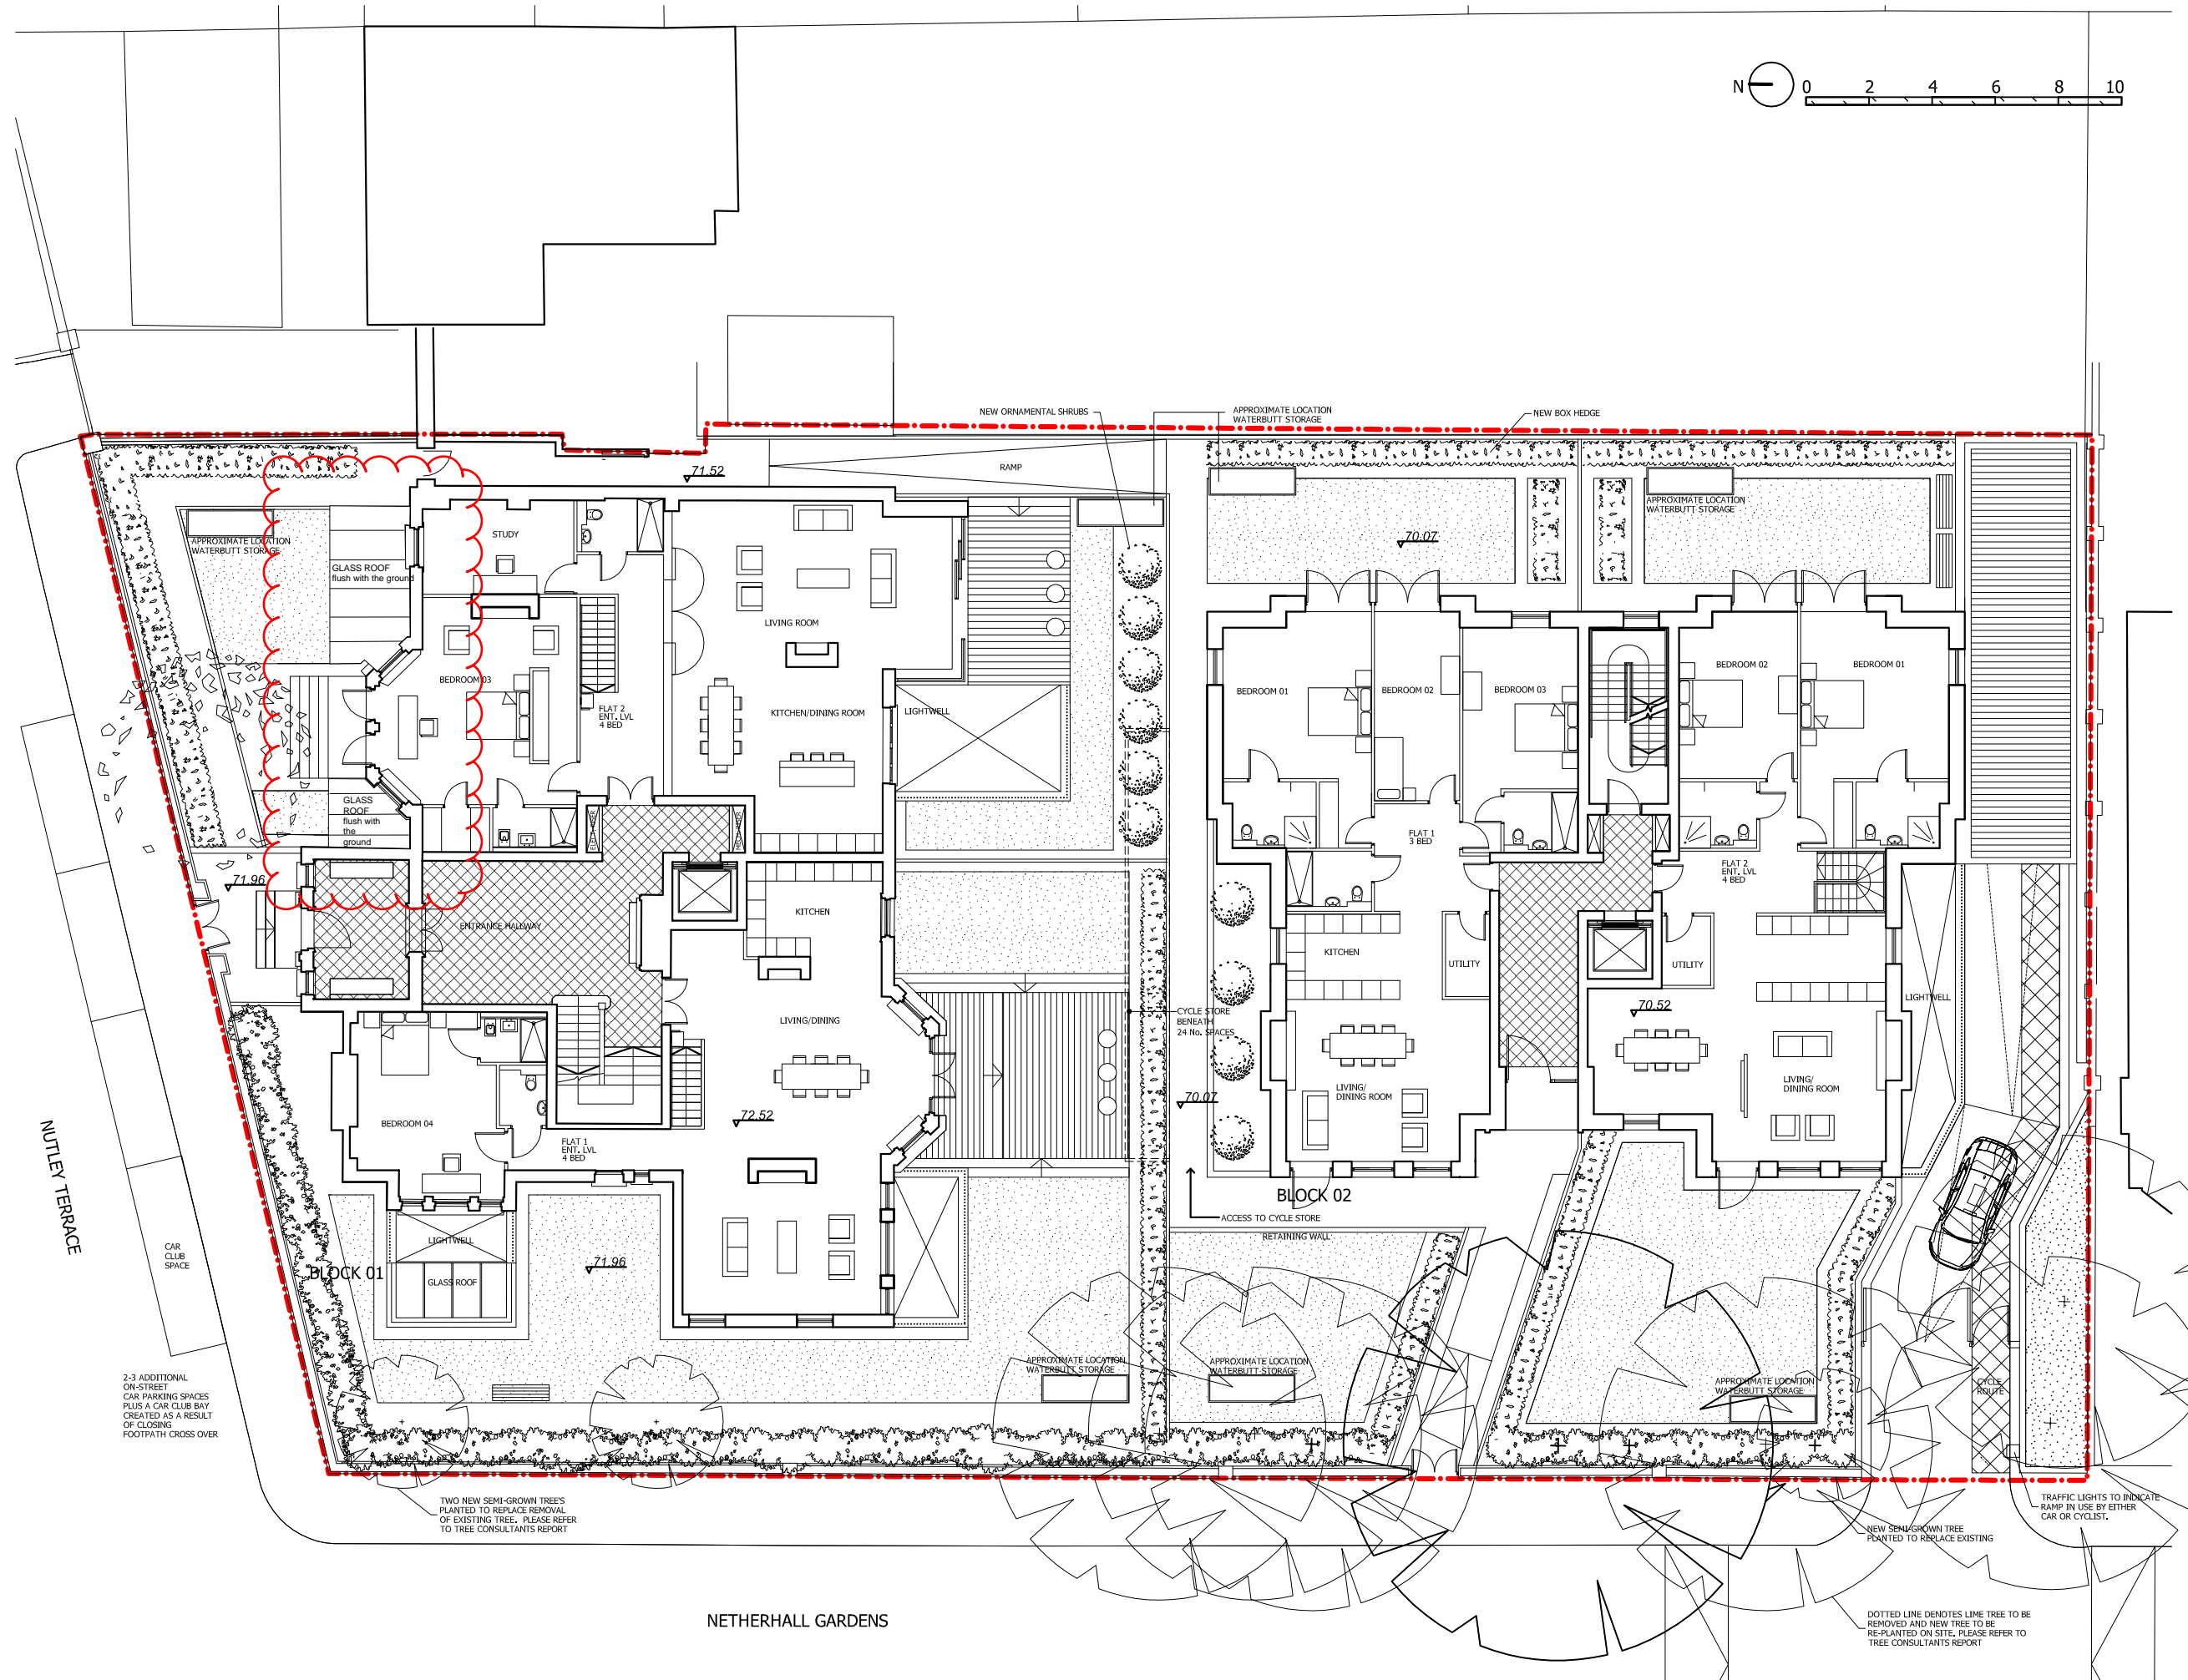 N
0 2 4 6 8 10
NEW ORNAMENTAL SHRUBS
APPROXIMATE LOCATION
WATERBUTT STORAGE
NEW BOX HEDGE
71.52
RAMP
APPROXIMATE LOCATION
WATERBUTT STORAGE
GLASS ROOF
flush with the ground
STUDY
LIVING ROOM
70.07
APPROXIMATE LOCATION
WATERBUTT STORAGE
BEDROOM 03
FLAT 2
ENT. LVL
4 BED
KITCHEN/DINING ROOM
LIGHTWELL
BEDROOM 01
BEDROOM 02
BEDROOM 03
BEDROOM 02
BEDROOM 01
GLASS
ROOF
flush with
the
ground
FLAT 1
3 BED
FLAT 2
ENT. LVL
4 BED
71.96
ENTRANCE HALLWAY
KITCHEN
KITCHEN
UTILITY
UTILITY
LIGHTWELL
LIVING/DINING
CYCLE STORE
BENEATH
24 No. SPACES
70.52
LIVING/
DINING ROOM
LIVING/
DINING ROOM
70.07
72.52
BEDROOM 04
FLAT 1
ENT. LVL
4 BED
NUTLEY TERRACE
BLOCK 02
ACCESS TO CYCLE STORE
RETAINING WALL
CAR
CLUB
SPACE
LIGHTWELL
BLOCK 01
GLASS ROOF
71.96
APPROXIMATE LOCATION
WATERBUTT STORAGE
APPROXIMATE LOCATION
WATERBUTT STORAGE
APPROXIMATE LOCATION
WATERBUTT STORAGE
CYCLE
ROUTE
2-3 ADDITIONAL
ON-STREET
CAR PARKING SPACES
PLUS A CAR CLUB BAY
CREATED AS A RESULT
OF CLOSING
FOOTPATH CROSS OVER
TWO NEW SEMI-GROWN TREE'S
PLANTED TO REPLACE REMOVAL
OF EXISTING TREE. PLEASE REFER
TO TREE CONSULTANTS REPORT
TRAFFIC LIGHTS TO INDICATE
RAMP IN USE BY EITHER
CAR OR CYCLIST.
NEW SEMI-GROWN TREE
PLANTED TO REPLACE EXISTING
NETHERHALL GARDENS
DOTTED LINE DENOTES LIME TREE TO BE
REMOVED AND NEW TREE TO BE
RE-PLANTED ON SITE. PLEASE REFER TO
TREE CONSULTANTS REPORT